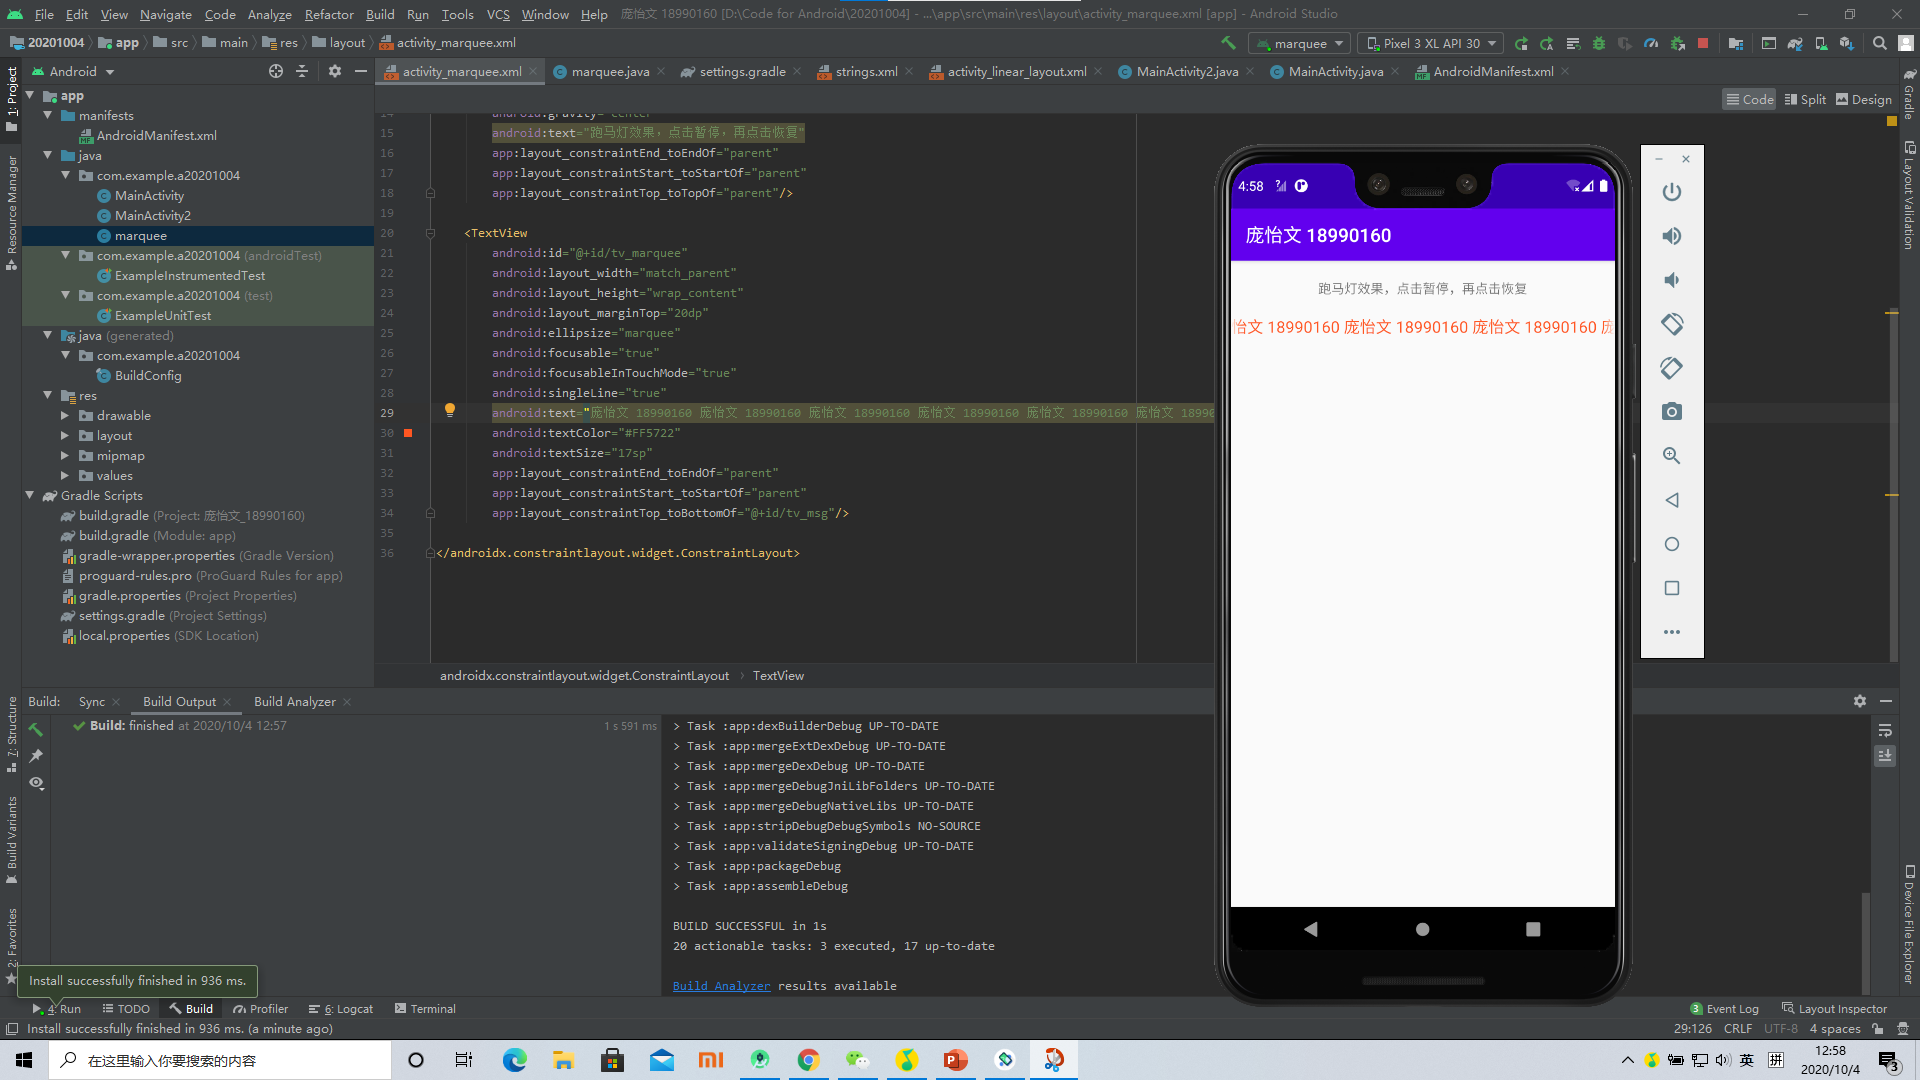 File Edit View Navigate Code Analyze Refactor Build Run Tools VCS Window Help 庞怡文 18990160 [D:\Code for Android\20201004] - ...\app\src\main\res\layout\activity_marquee.xml [app] - Android Studio
20201004 app src main res layout activity_marquee.xml marquee Pixel 3 XL API 30
Android activity_marquee.xml marquee.java settings.gradle strings.xml activity_linear_layout.xml MainActivity2.java MainActivity.java AndroidManifest.xml
Code Split Design
1: Project
Resource Manager
7: Structure
Build Variants
2: Favorites
app
manifests
AndroidManifest.xml
java
com.example.a20201004
MainActivity
MainActivity2
marquee
com.example.a20201004 (androidTest)
ExampleInstrumentedTest
com.example.a20201004 (test)
ExampleUnitTest
java (generated)
com.example.a20201004
BuildConfig
res
drawable
layout
mipmap
values
Gradle Scripts
build.gradle (Project: 庞怡文_18990160)
build.gradle (Module: app)
gradle-wrapper.properties (Gradle Version)
proguard-rules.pro (ProGuard Rules for app)
gradle.properties (Project Properties)
settings.gradle (Project Settings)
local.properties (SDK Location)
14 android:gravity="center"
15 android:text="跑马灯效果，点击暂停，再点击恢复"
16 app:layout_constraintEnd_toEndOf="parent"
17 app:layout_constraintStart_toStartOf="parent"
18 app:layout_constraintTop_toTopOf="parent"/>
19
20 <TextView
21 android:id="@+id/tv_marquee"
22 android:layout_width="match_parent"
23 android:layout_height="wrap_content"
24 android:layout_marginTop="20dp"
25 android:ellipsize="marquee"
26 android:focusable="true"
27 android:focusableInTouchMode="true"
28 android:singleLine="true"
29 android:text="庞怡文 18990160 庞怡文 18990160 庞怡文 18990160 庞怡文 18990160 庞怡文 18990160 庞怡文 18990
30 android:textColor="#FF5722"
31 android:textSize="17sp"
32 app:layout_constraintEnd_toEndOf="parent"
33 app:layout_constraintStart_toStartOf="parent"
34 app:layout_constraintTop_toBottomOf="@+id/tv_msg"/>
35
36 </androidx.constraintlayout.widget.ConstraintLayout>
androidx.constraintlayout.widget.ConstraintLayout › TextView
4:58
庞怡文 18990160
跑马灯效果，点击暂停，再点击恢复
怡文 18990160 庞怡文 18990160 庞怡文 18990160 庞
Gradle
Layout Validation
Device File Explorer
Build: Sync Build Output Build Analyzer
Build: finished at 2020/10/4 12:57 1 s 591 ms
> Task :app:dexBuilderDebug UP-TO-DATE
> Task :app:mergeExtDexDebug UP-TO-DATE
> Task :app:mergeDexDebug UP-TO-DATE
> Task :app:mergeDebugJniLibFolders UP-TO-DATE
> Task :app:mergeDebugNativeLibs UP-TO-DATE
> Task :app:stripDebugDebugSymbols NO-SOURCE
> Task :app:validateSigningDebug UP-TO-DATE
> Task :app:packageDebug
> Task :app:assembleDebug
BUILD SUCCESSFUL in 1s
20 actionable tasks: 3 executed, 17 up-to-date
Build Analyzer results available
Install successfully finished in 936 ms.
4: Run TODO Build Profiler 6: Logcat Terminal 3 Event Log Layout Inspector
Install successfully finished in 936 ms. (a minute ago) 29:126 CRLF UTF-8 4 spaces
在这里输入你要搜索的内容 英 拼 12:58
2020/10/4 3